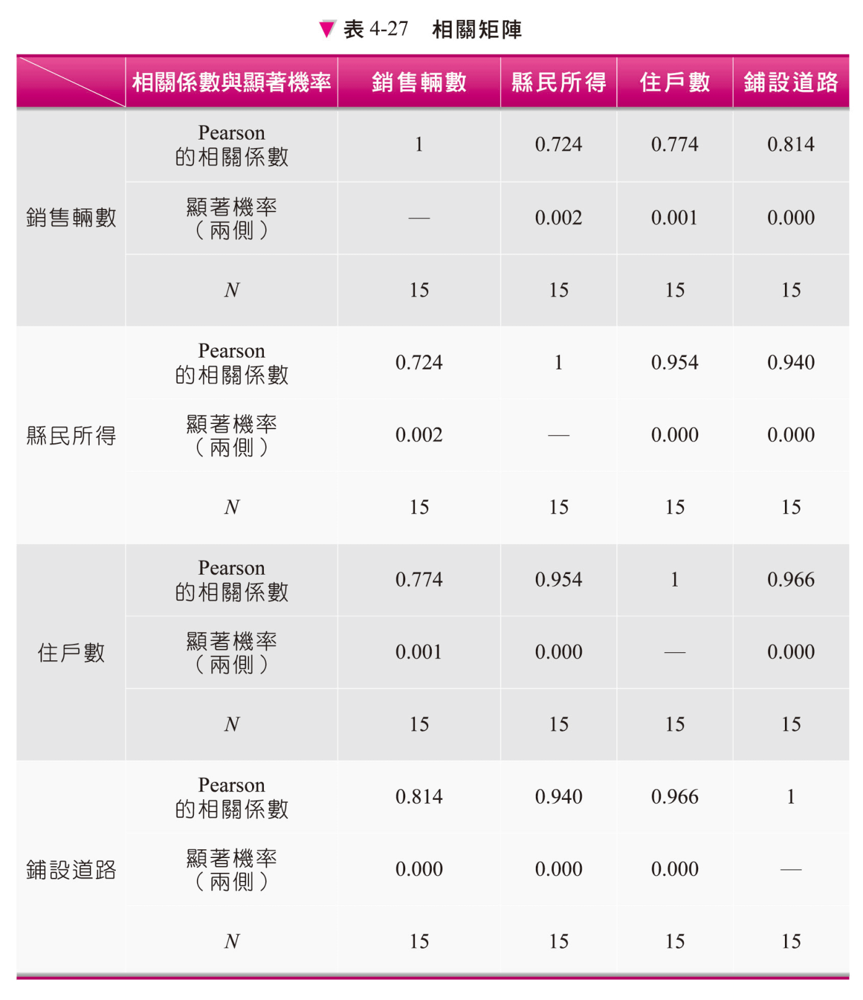 表 4-27 相關矩陣
相關係數與顯著機率 銷售輛數 縣民所得 住戶數 鋪設道路
銷售輛數
Pearson
的相關係數
1 0.724 0.774 0.814
顯著機率
（兩側）
— 0.002 0.001 0.000
N 15 15 15 15
縣民所得
Pearson
的相關係數
0.724 1 0.954 0.940
顯著機率
（兩側）
0.002 — 0.000 0.000
N 15 15 15 15
住戶數
Pearson
的相關係數
0.774 0.954 1 0.966
顯著機率
（兩側）
0.001 0.000 — 0.000
N 15 15 15 15
鋪設道路
Pearson
的相關係數
0.814 0.940 0.966 1
顯著機率
（兩側）
0.000 0.000 0.000 —
N 15 15 15 15